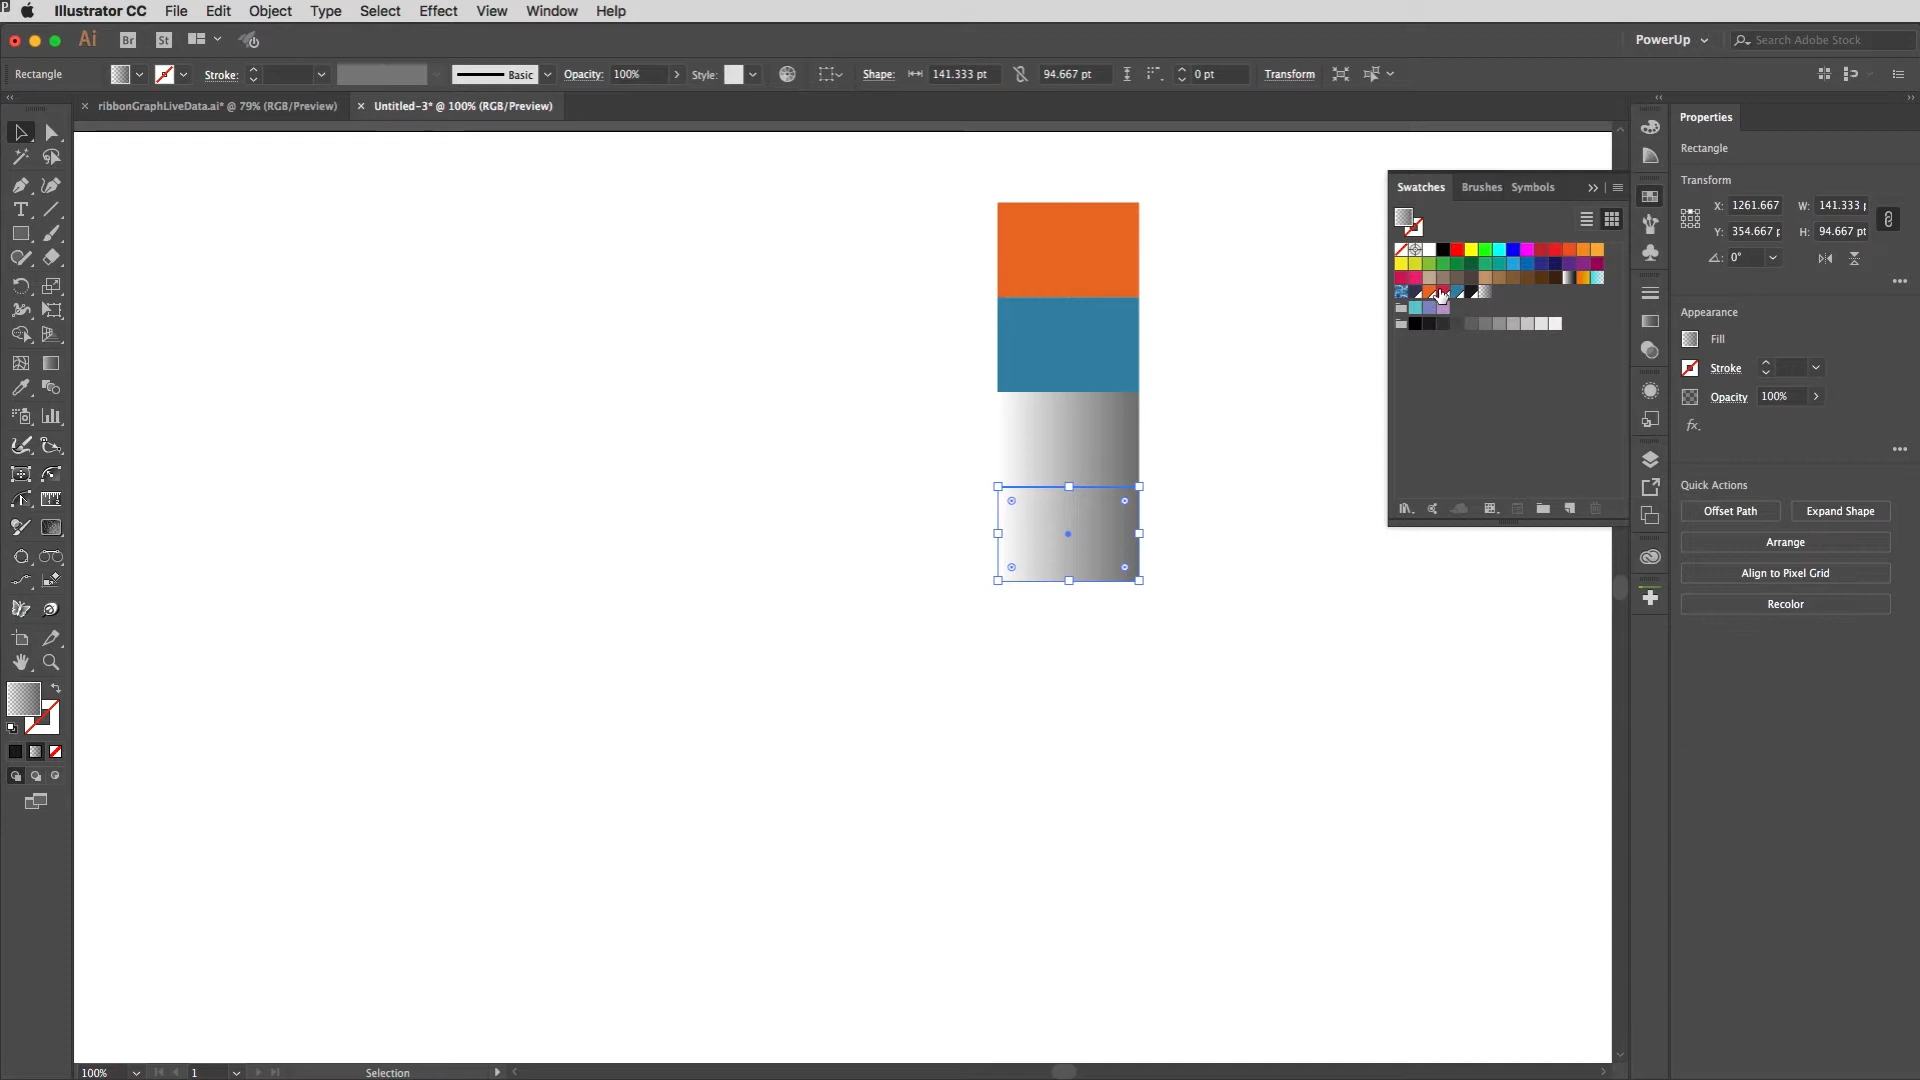 Illustrator CC File Edit Object Type Select Effect View Window Help
Ai Br St PowerUp Search Adobe Stock
Rectangle Stroke: Basic Opacity: 100% Style: Shape: 141.333 pt 94.667 pt 0 pt Transform
ribbonGraphLiveData.ai* @ 79% (RGB/Preview) Untitled-3* @ 100% (RGB/Preview)
Properties
Rectangle
Transform
X: 1261.667 W: 141.333 p
Y: 354.667 p H: 94.667 pt
0°
Appearance
Fill
Stroke
Opacity 100%
fx.
Quick Actions
Offset Path Expand Shape
Arrange
Align to Pixel Grid
Recolor
Swatches Brushes Symbols
100% 1 Selection